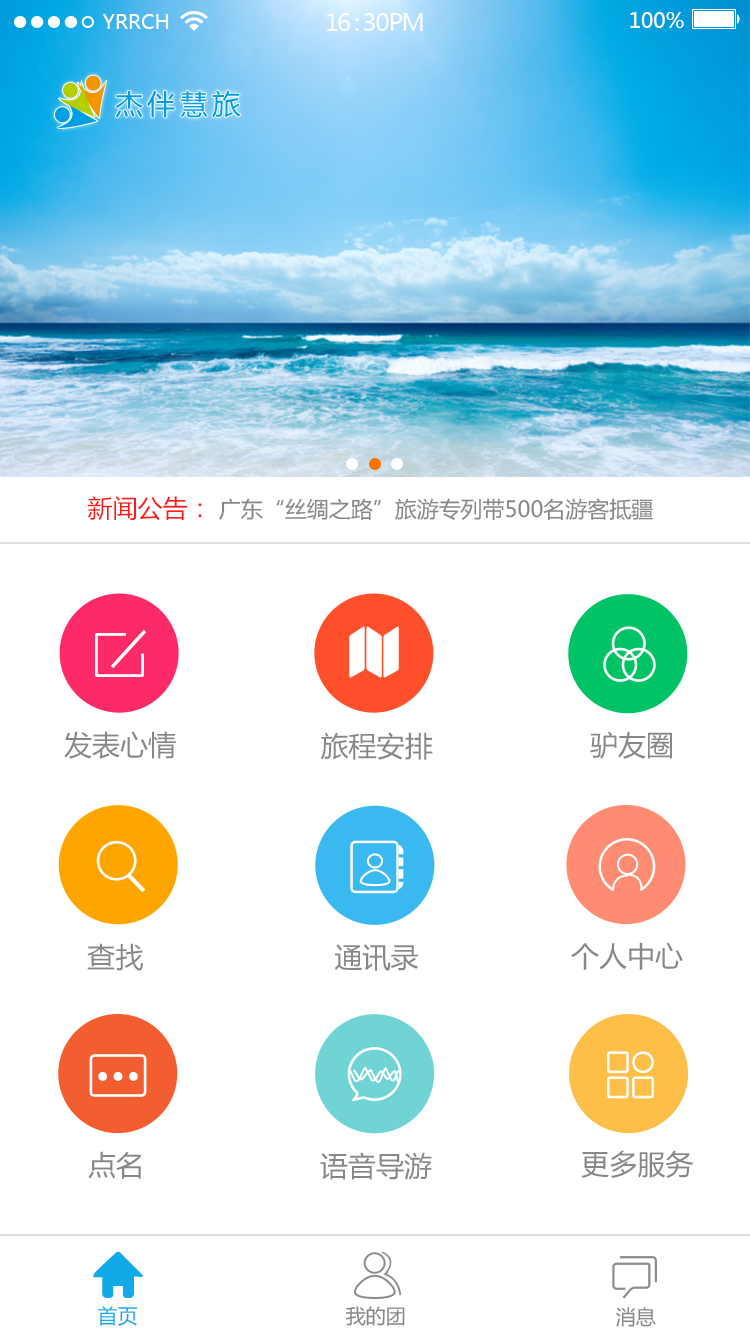 YRRCH 16:30PM 100%
杰伴慧旅
新闻公告： 广东“丝绸之路”旅游专列带500名游客抵疆
发表心情 旅程安排 驴友圈
查找 通讯录 个人中心
点名 语音导游 更多服务
首页 我的团 消息